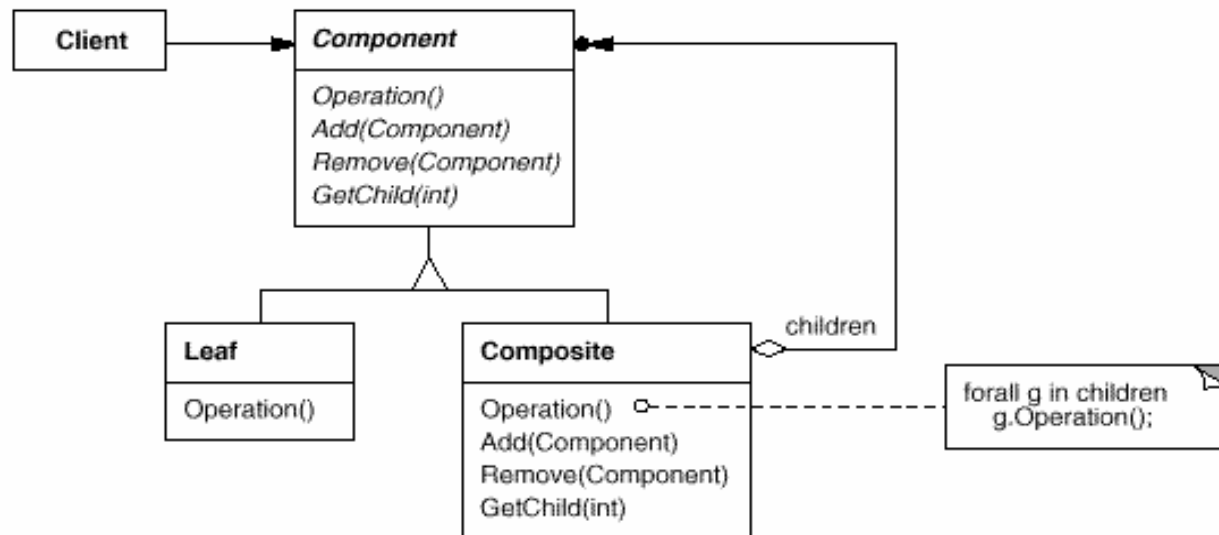 Client
Component
Operation()
Add(Component)
Remove(Component)
GetChild(int)
children
Leaf
Operation()
Composite
Operation()
Add(Component)
Remove(Component)
GetChild(int)
forall g in children
g.Operation();